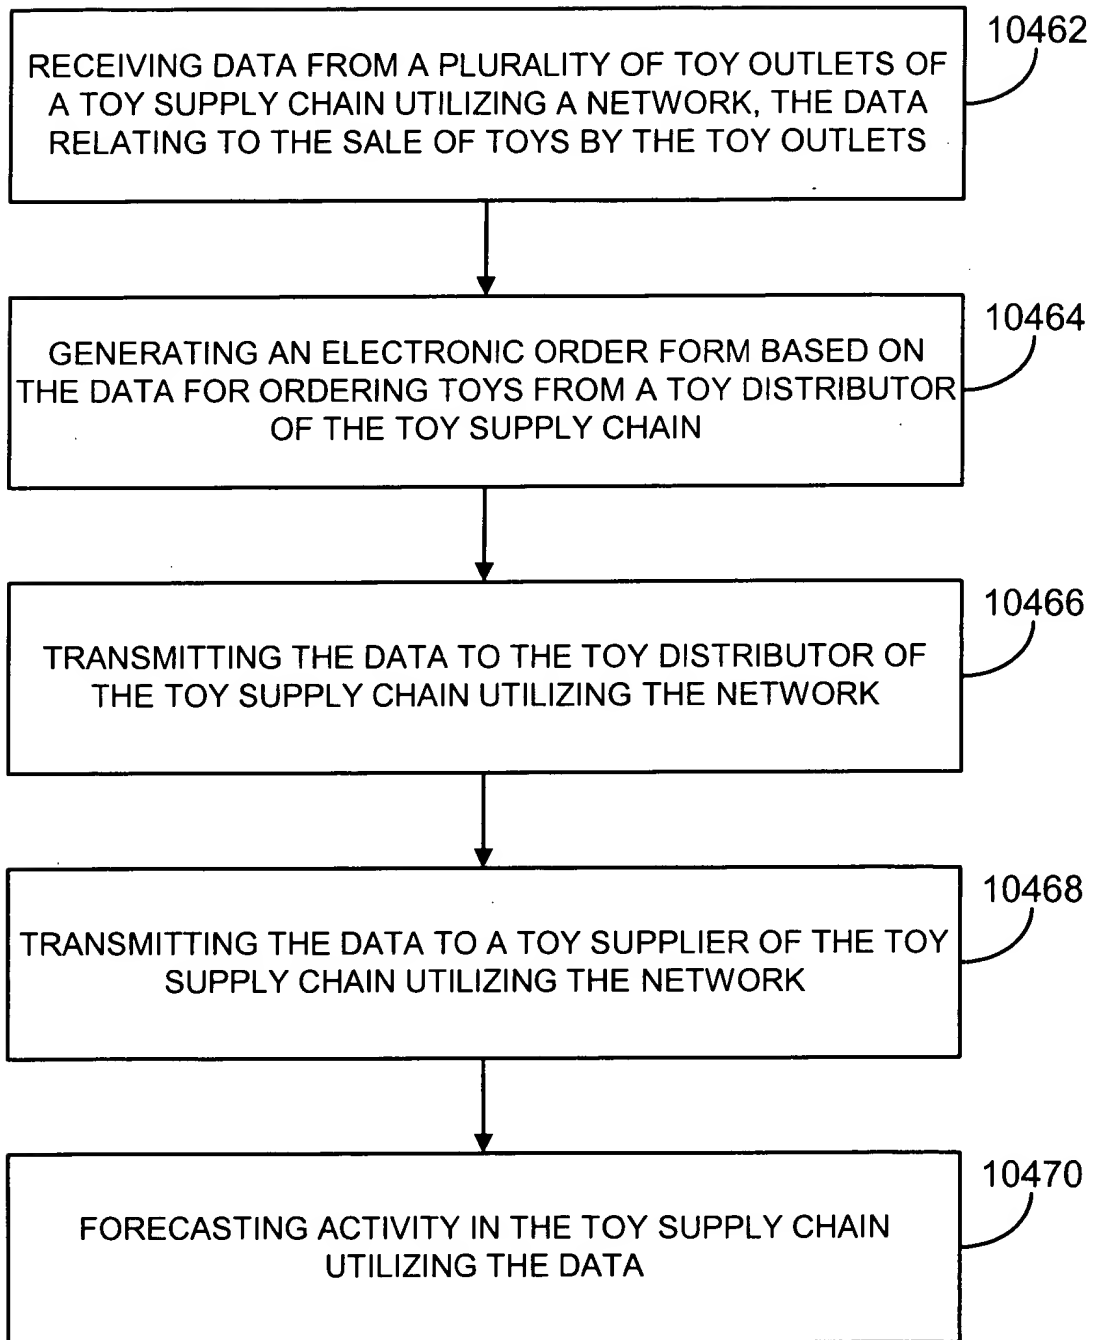 10462
RECEIVING DATA FROM A PLURALITY OF TOY OUTLETS OF
A TOY SUPPLY CHAIN UTILIZING A NETWORK, THE DATA
RELATING TO THE SALE OF TOYS BY THE TOY OUTLETS
10464
GENERATING AN ELECTRONIC ORDER FORM BASED ON
THE DATA FOR ORDERING TOYS FROM A TOY DISTRIBUTOR
OF THE TOY SUPPLY CHAIN
10466
TRANSMITTING THE DATA TO THE TOY DISTRIBUTOR OF
THE TOY SUPPLY CHAIN UTILIZING THE NETWORK
10468
TRANSMITTING THE DATA TO A TOY SUPPLIER OF THE TOY
SUPPLY CHAIN UTILIZING THE NETWORK
10470
FORECASTING ACTIVITY IN THE TOY SUPPLY CHAIN
UTILIZING THE DATA